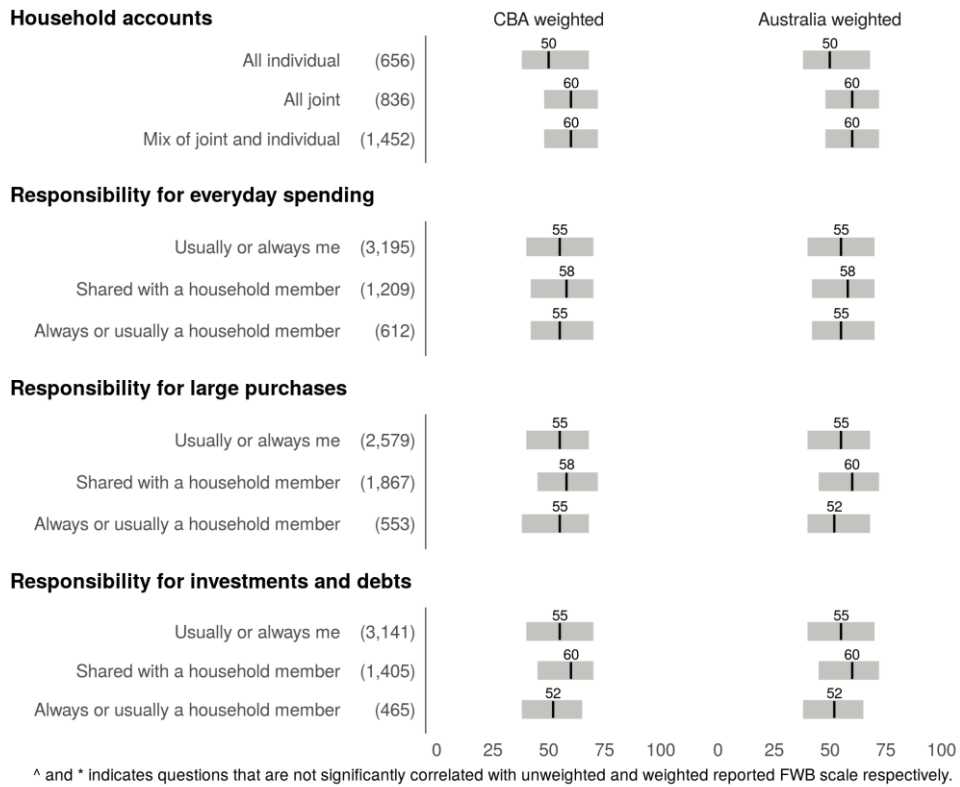 Household accounts CBA weighted Australia weighted
50 50
All individual (656)
60 60
All joint (836)
60 60
Mix of joint and individual (1,452)
Responsibility for everyday spending
55 55
Usually or always me (3,195)
58 58
Shared with a household member (1,209)
55 55
Always or usually a household member (612)
Responsibility for large purchases
55 55
Usually or always me (2,579)
58 60
Shared with a household member (1,867)
55 52
Always or usually a household member (553)
Responsibility for investments and debts
55 55
Usually or always me (3,141)
60 60
Shared with a household member (1,405)
52 52
Always or usually a household member (465)
0 25 50 75 100 0 25 50 75 100
^ and * indicates questions that are not significantly correlated with unweighted and weighted reported FWB scale respectively.